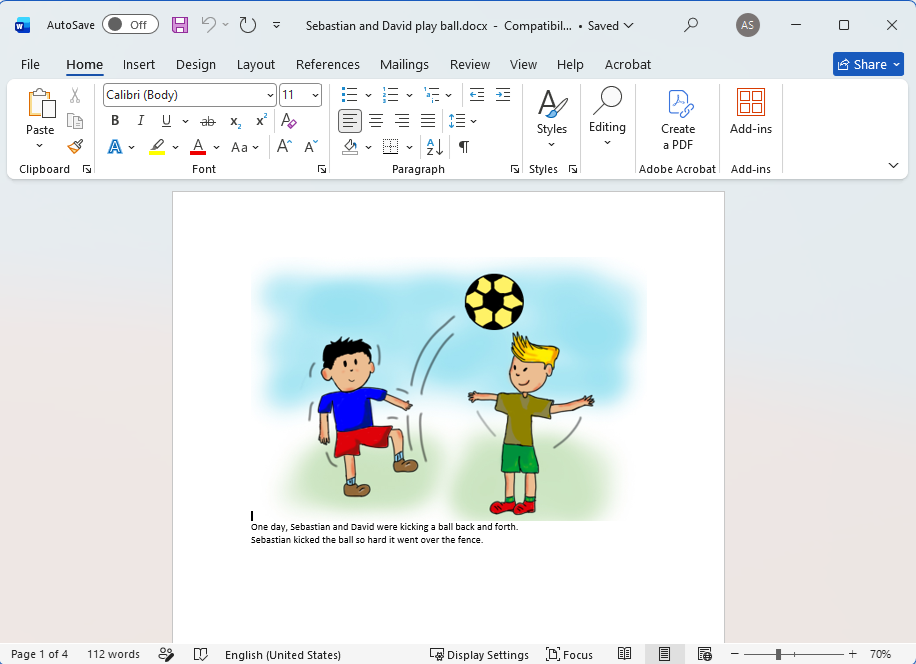 AutoSave Off Sebastian and David play ball.docx - Compatibil... • Saved AS
File Home Insert Design Layout References Mailings Review View Help Acrobat Share
Calibri (Body) 11
Paste
B I U ab x₂ x² A
A A Aa A A
A Z ¶
Styles Editing Create a PDF Add-ins
Clipboard Font Paragraph Styles Adobe Acrobat Add-ins
One day, Sebastian and David were kicking a ball back and forth.
Sebastian kicked the ball so hard it went over the fence.
Page 1 of 4 112 words English (United States) Display Settings Focus 70%